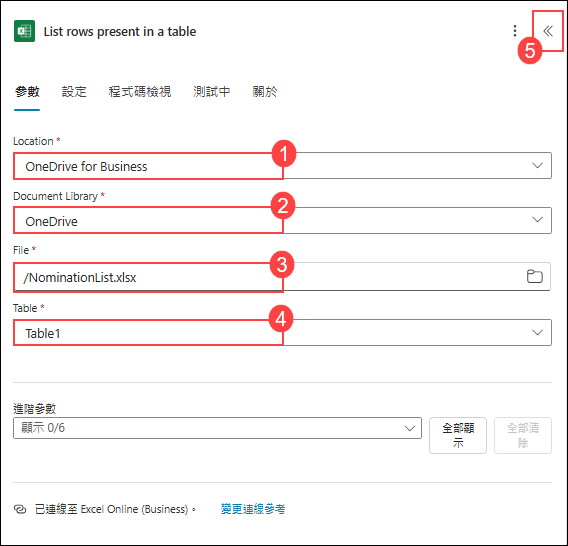 List rows present in a table
5
參數 設定 程式碼檢視 測試中 關於
Location *
OneDrive for Business
1
Document Library *
OneDrive
2
File *
/NominationList.xlsx
3
Table *
Table1
4
進階參數
顯示 0/6
全部顯
示
全部清
除
已連線至 Excel Online (Business)。 變更連線參考